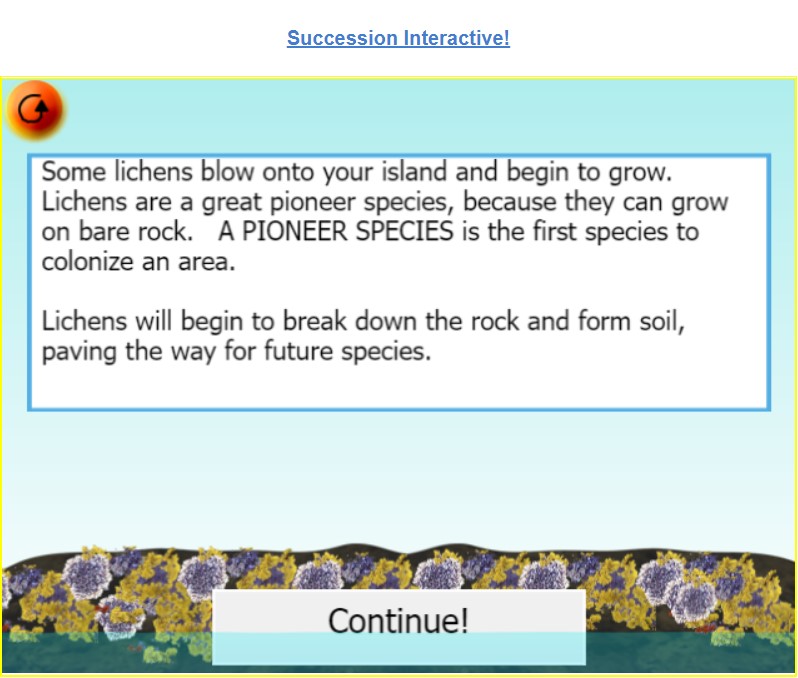 Succession Interactive!
Some lichens blow onto your island and begin to grow.
Lichens are a great pioneer species, because they can grow
on bare rock.   A PIONEER SPECIES is the first species to
colonize an area.
Lichens will begin to break down the rock and form soil,
paving the way for future species.
Continue!